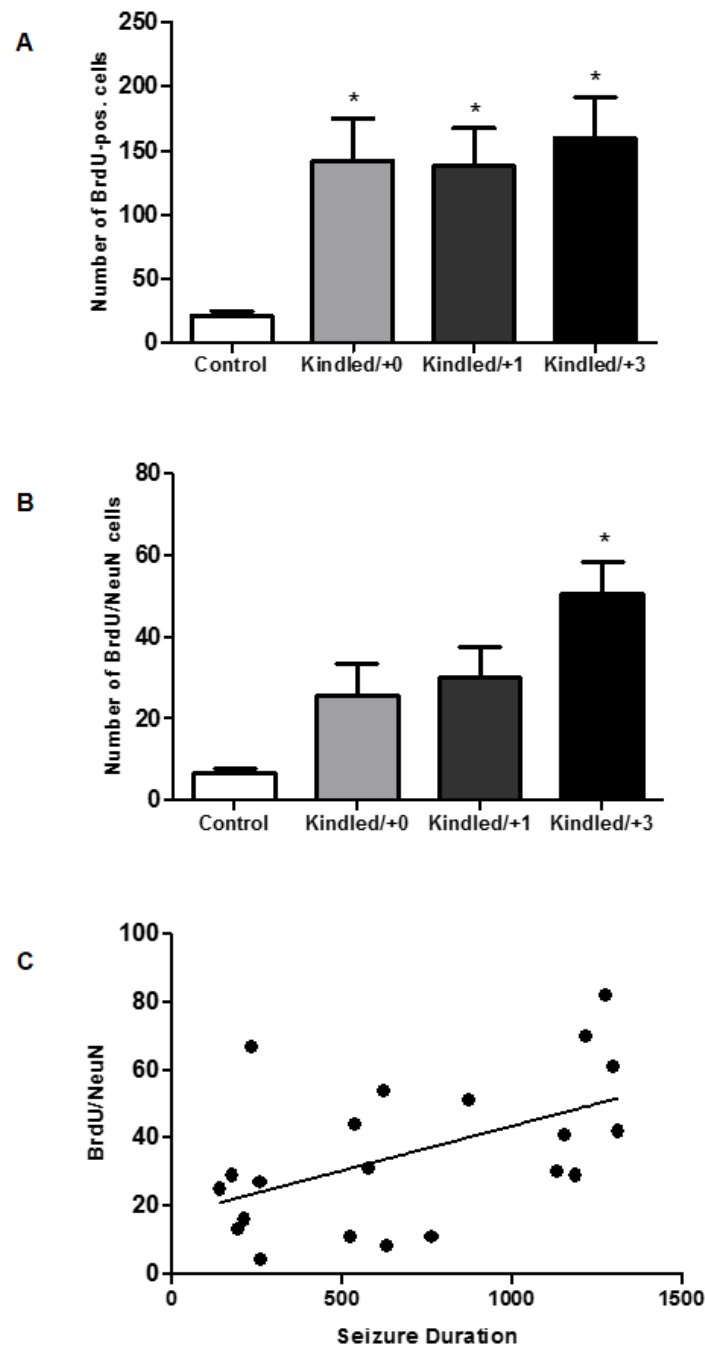 A
250
200
150
100
50
0
Number of BrdU-pos. cells
*
*
*
Control Kindled/+0 Kindled/+1 Kindled/+3
B
80
60
40
20
0
Number of BrdU/NeuN cells
*
Control Kindled/+0 Kindled/+1 Kindled/+3
C
100
80
60
40
20
0
BrdU/NeuN
0 500 1000 1500
Seizure Duration